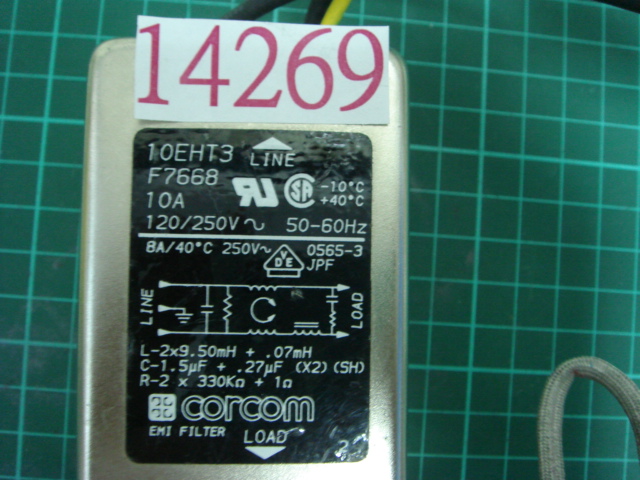 14269
10EHT3 LINE
F7668
10A -10°C
+40°C
120/250V~ 50-60Hz
8A/40°C 250V~ VDE 0565-3
JPF
LINE
LOAD
L-2x9.50mH + .07mH
C-1.5µF + .27µF (X2) (SH)
R-2 x 330KΩ + 1Ω
corcom
EMI FILTER LOAD